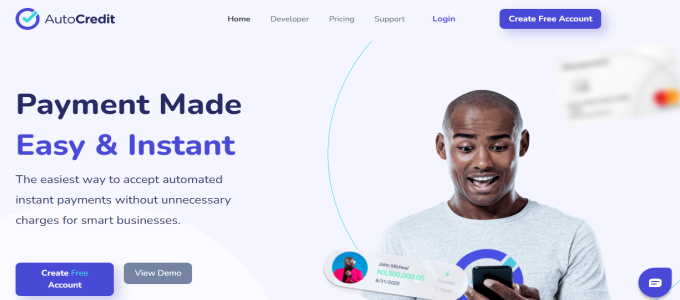 AutoCredit
Home
Developer
Pricing
Support
Login
Create Free Account
Payment Made
Easy & Instant
The easiest way to accept automated
instant payments without unnecessary
charges for smart businesses.
Create Free
Account
View Demo
John Micheal
N3,500,000.00
8/31/2020
Transfer